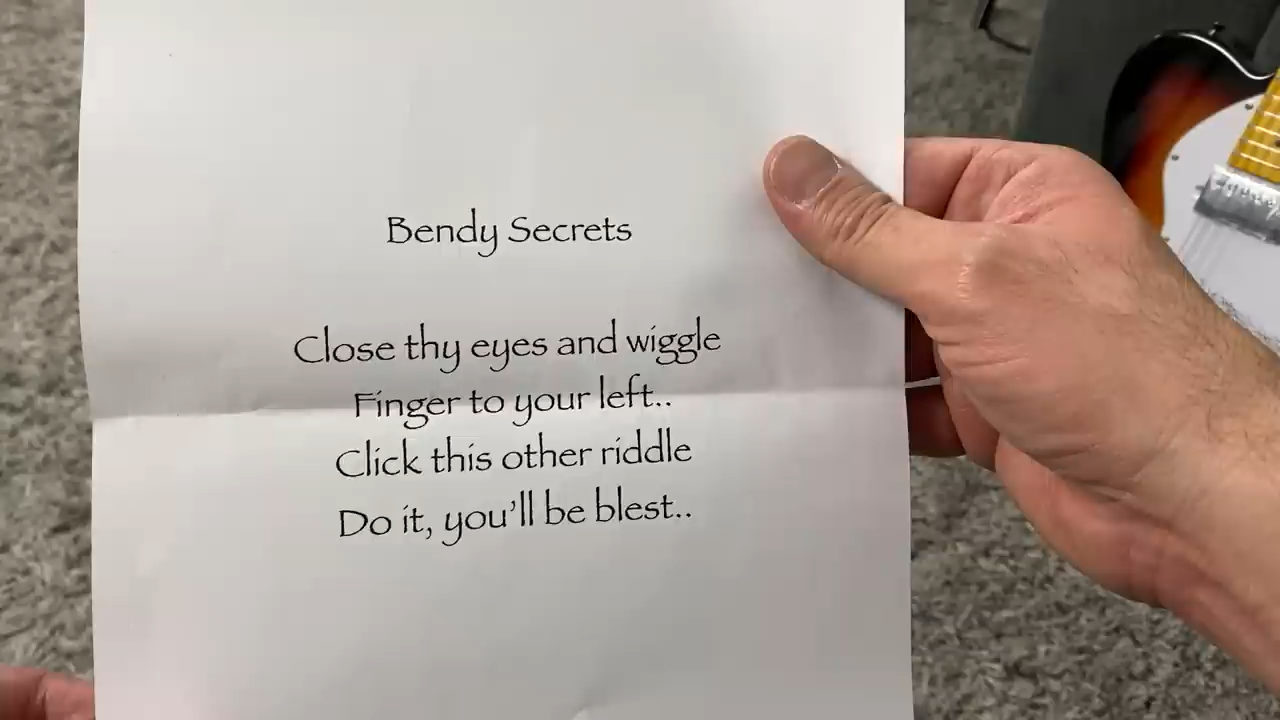 Bendy Secrets
Close thy eyes and wiggle
Finger to your left..
Click this other riddle
Do it, you'll be blest..